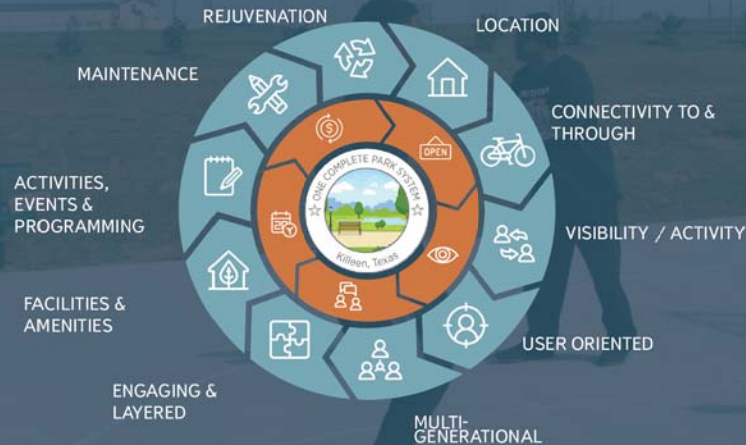 REJUVENATION
LOCATION
MAINTENANCE
CONNECTIVITY TO &
THROUGH
ACTIVITIES,
EVENTS &
PROGRAMMING
VISIBILITY / ACTIVITY
FACILITIES &
AMENITIES
USER ORIENTED
ENGAGING &
LAYERED
MULTI-
GENERATIONAL
OPEN
ONE COMPLETE PARK SYSTEM
Killeen, Texas
$